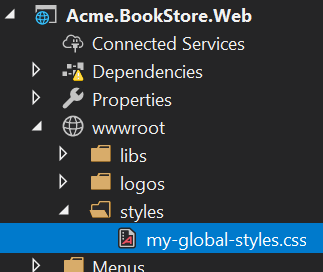 Acme.BookStore.Web
Connected Services
Dependencies
Properties
wwwroot
libs
logos
styles
my-global-styles.css
Menus